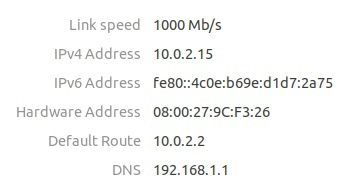 Link speed 1000 Mb/s
IPv4 Address 10.0.2.15
IPv6 Address fe80::4c0e:b69e:d1d7:2a75
Hardware Address 08:00:27:9C:F3:26
Default Route 10.0.2.2
DNS 192.168.1.1